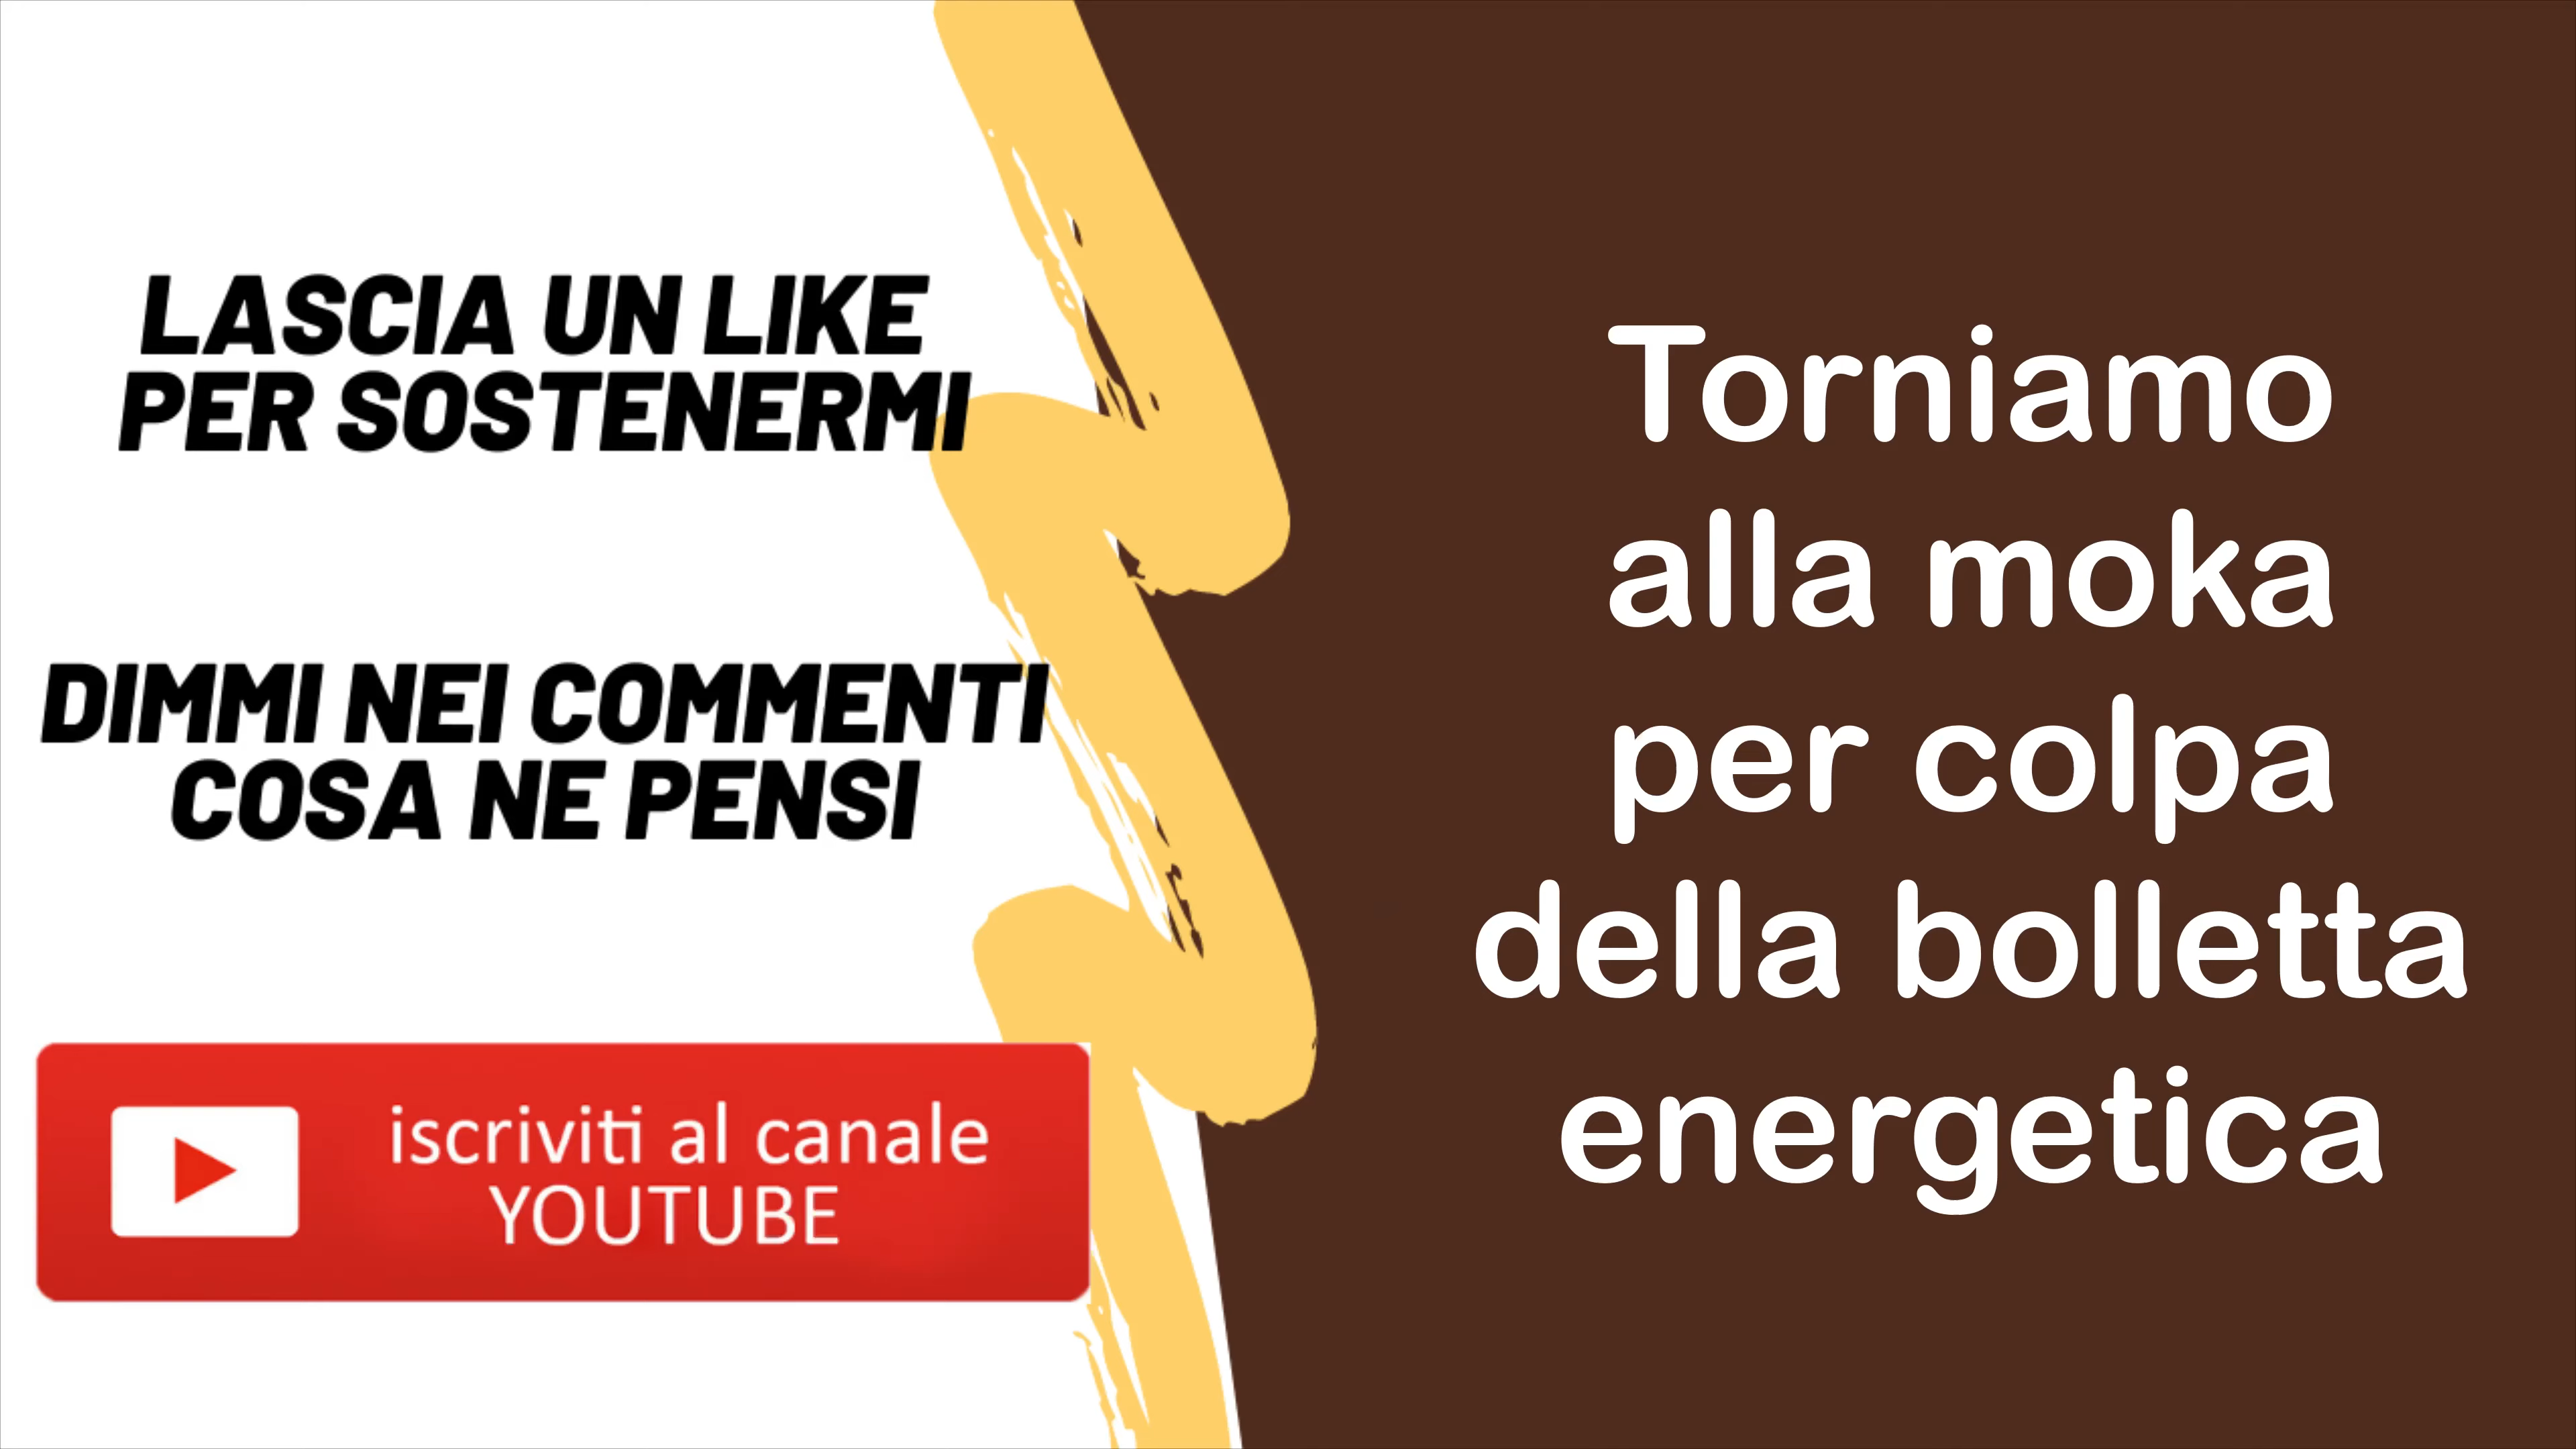 LASCIA UN LIKE
PER SOSTENERMI
DIMMI NEI COMMENTI
COSA NE PENSI
iscriviti al canale
YOUTUBE
Torniamo
alla moka
per colpa
della bolletta
energetica